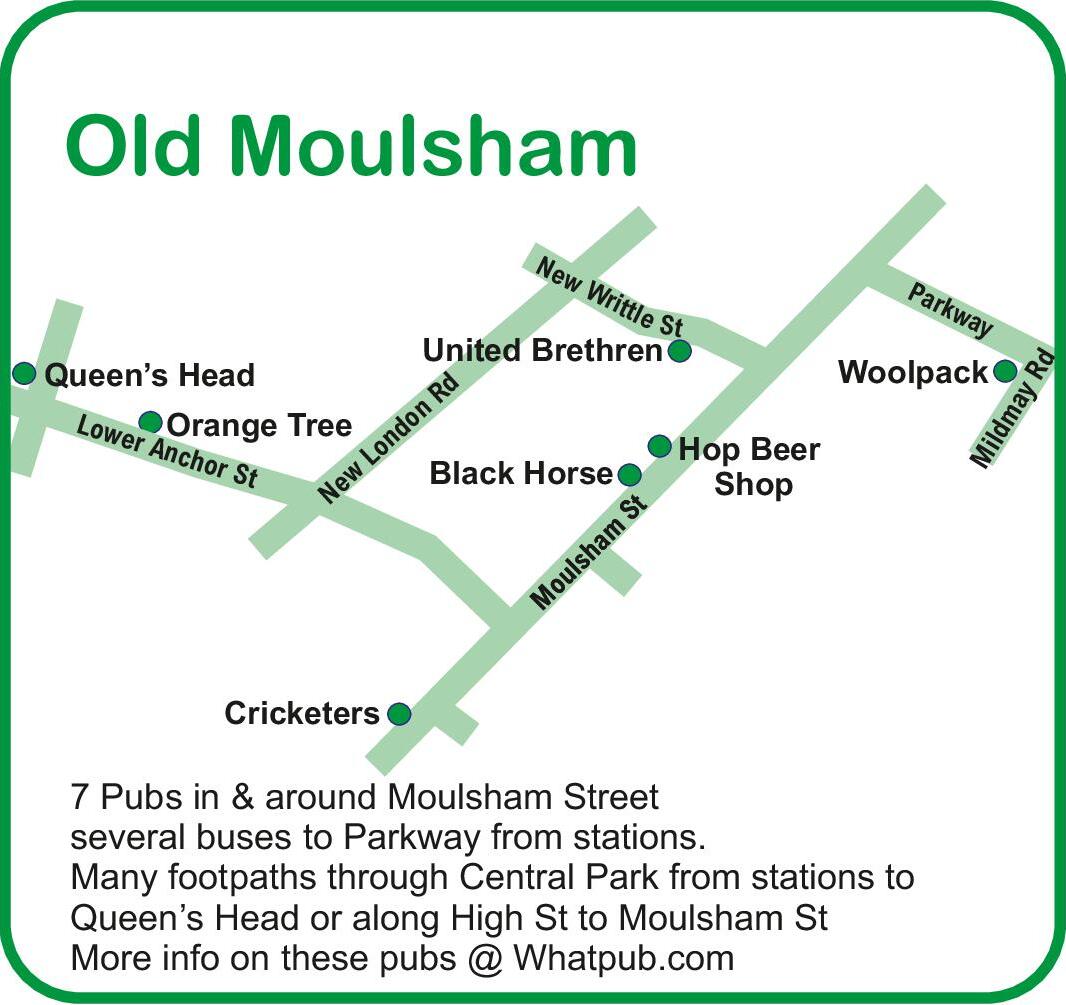 Old Moulsham
New Writtle St
Parkway
United Brethren
Queen’s Head
Woolpack
Mildmay Rd
New London Rd
Orange Tree
Lower Anchor St
Hop Beer
Shop
Black Horse
Moulsham St
Cricketers
7 Pubs in & around Moulsham Street
several buses to Parkway from stations.
Many footpaths through Central Park from stations to
Queen’s Head or along High St to Moulsham St
More info on these pubs @ Whatpub.com